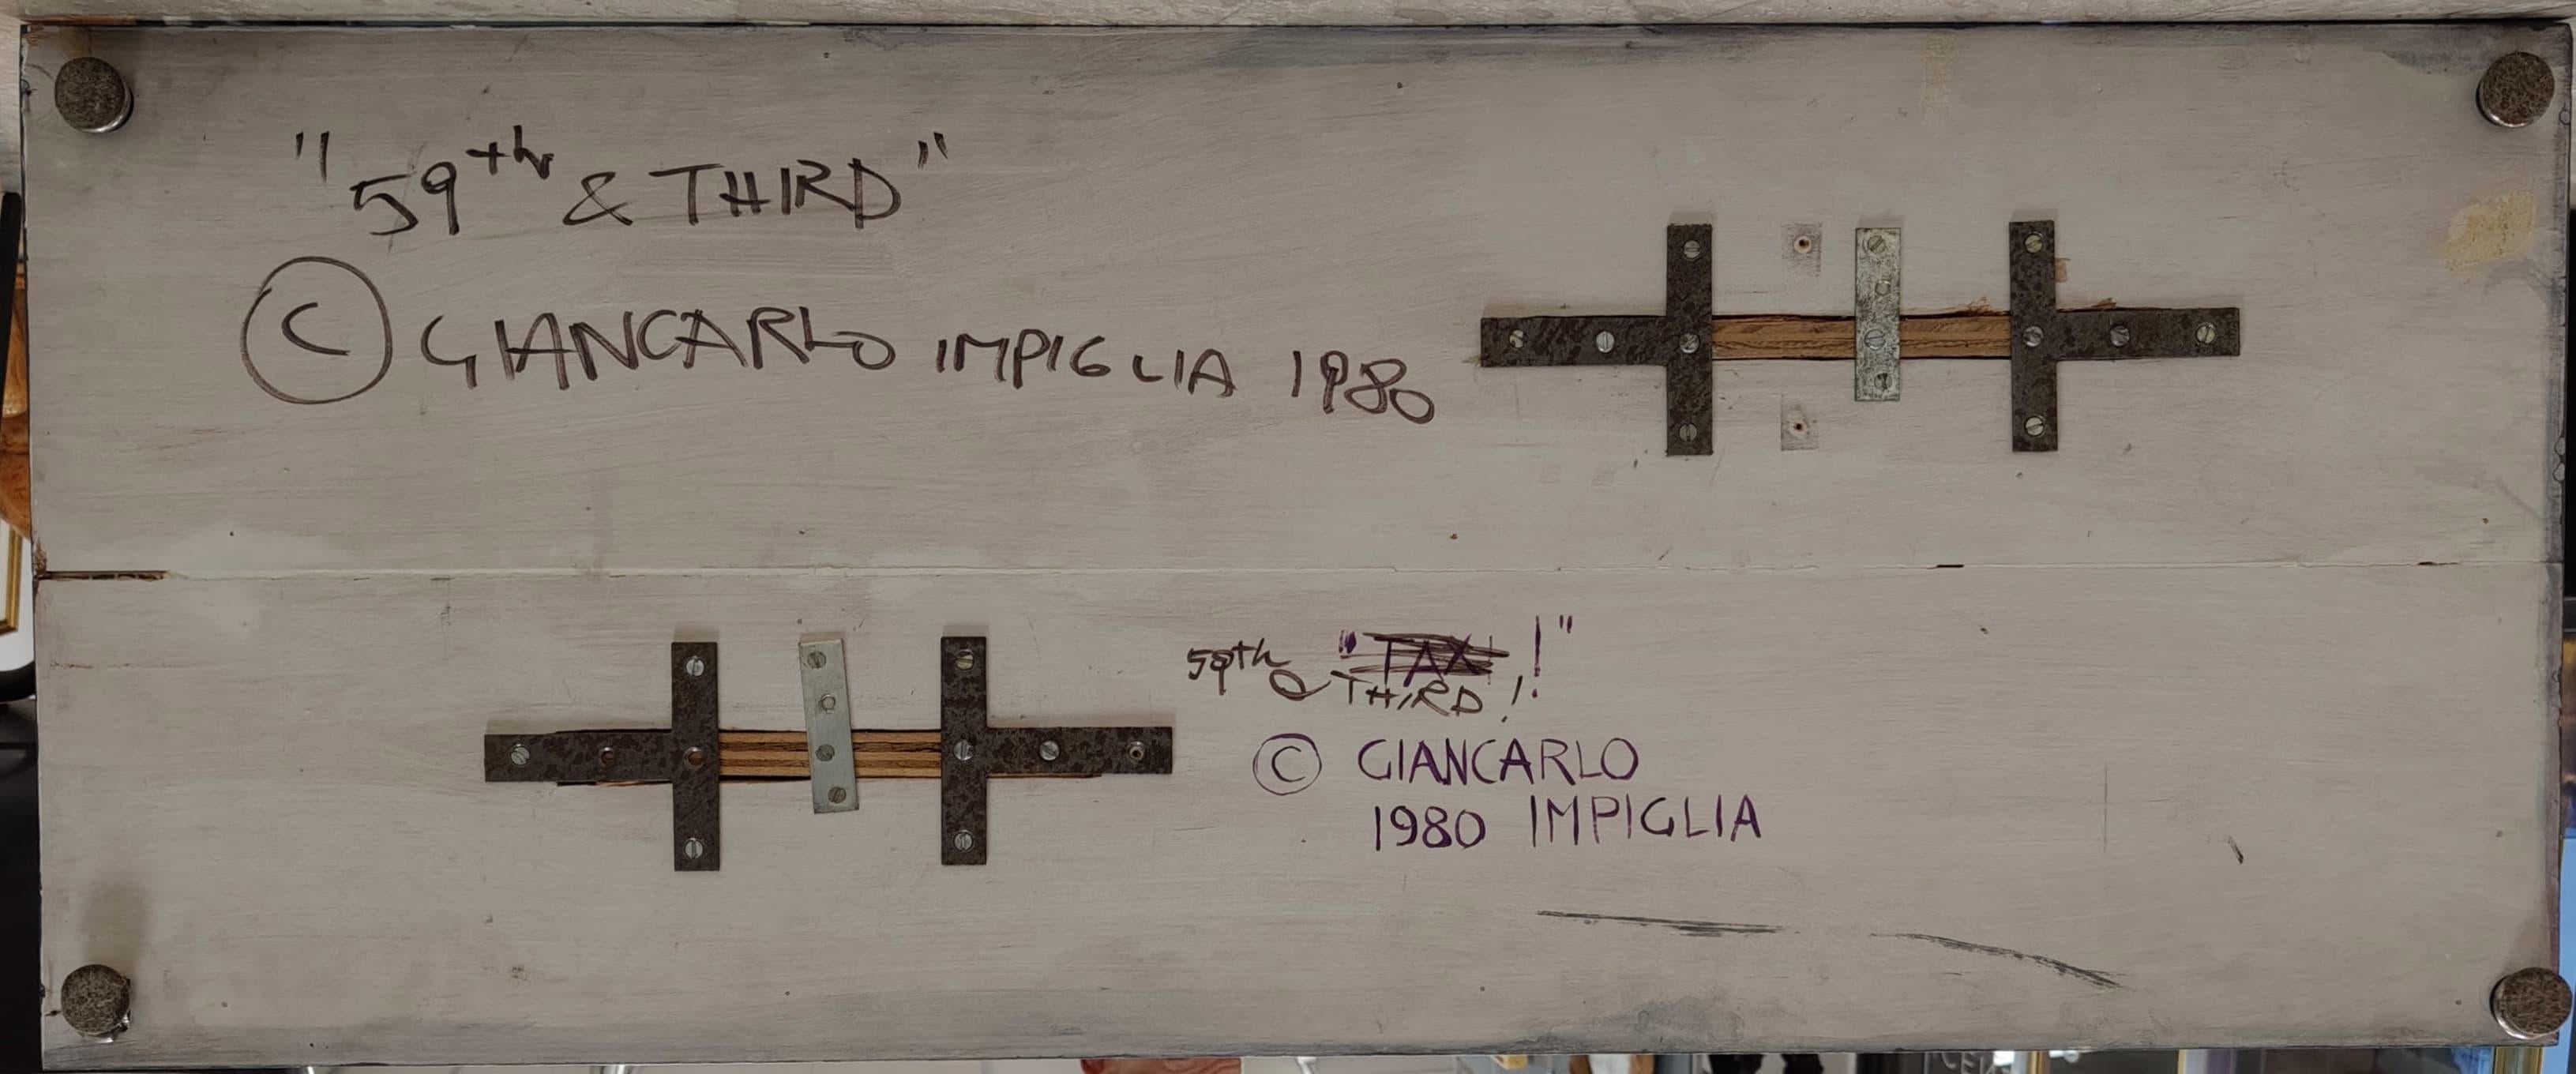 "59th & THIRD"
© GIANCARLO IMPIGLIA 1980
"TAX!"
59th & THIRD!
© GIANCARLO
1980 IMPIGLIA